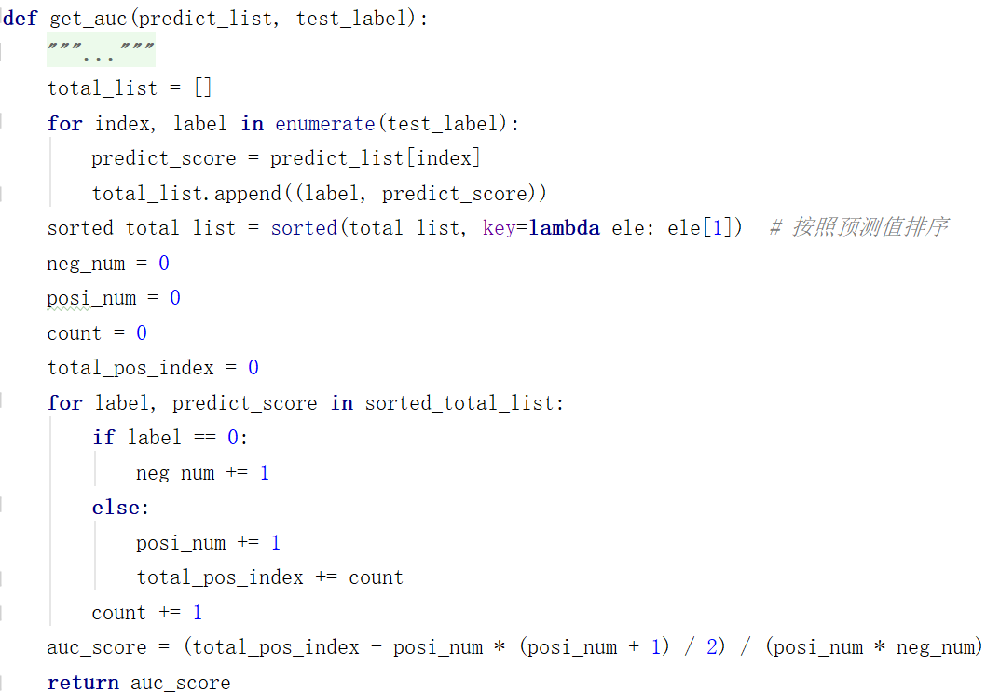 def get_auc(predict_list, test_label):
    """..."""
    total_list = []
    for index, label in enumerate(test_label):
        predict_score = predict_list[index]
        total_list.append((label, predict_score))
    sorted_total_list = sorted(total_list, key=lambda ele: ele[1])  # 按照预测值排序
    neg_num = 0
    posi_num = 0
    count = 0
    total_pos_index = 0
    for label, predict_score in sorted_total_list:
        if label == 0:
            neg_num += 1
        else:
            posi_num += 1
            total_pos_index += count
        count += 1
    auc_score = (total_pos_index - posi_num * (posi_num + 1) / 2) / (posi_num * neg_num)
    return auc_score